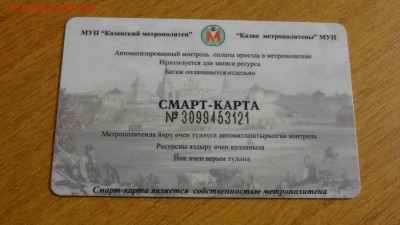 МУП "Казанский метрополитен" М "Казан метрополитены" МУП
Автоматизированный контроль оплаты проезда в метрополитене
Используется для записи ресурса
Багаж оплачивается отдельно
СМАРТ-КАРТА
№ 3099453121
Метрополитенда йөрү өчен түләүгә автоматлаштырылган контроль
Ресурсны яздыру өчен кулланыла
Йөк өчен аерым түләнә
Смарт-карта является собственностью метрополитена